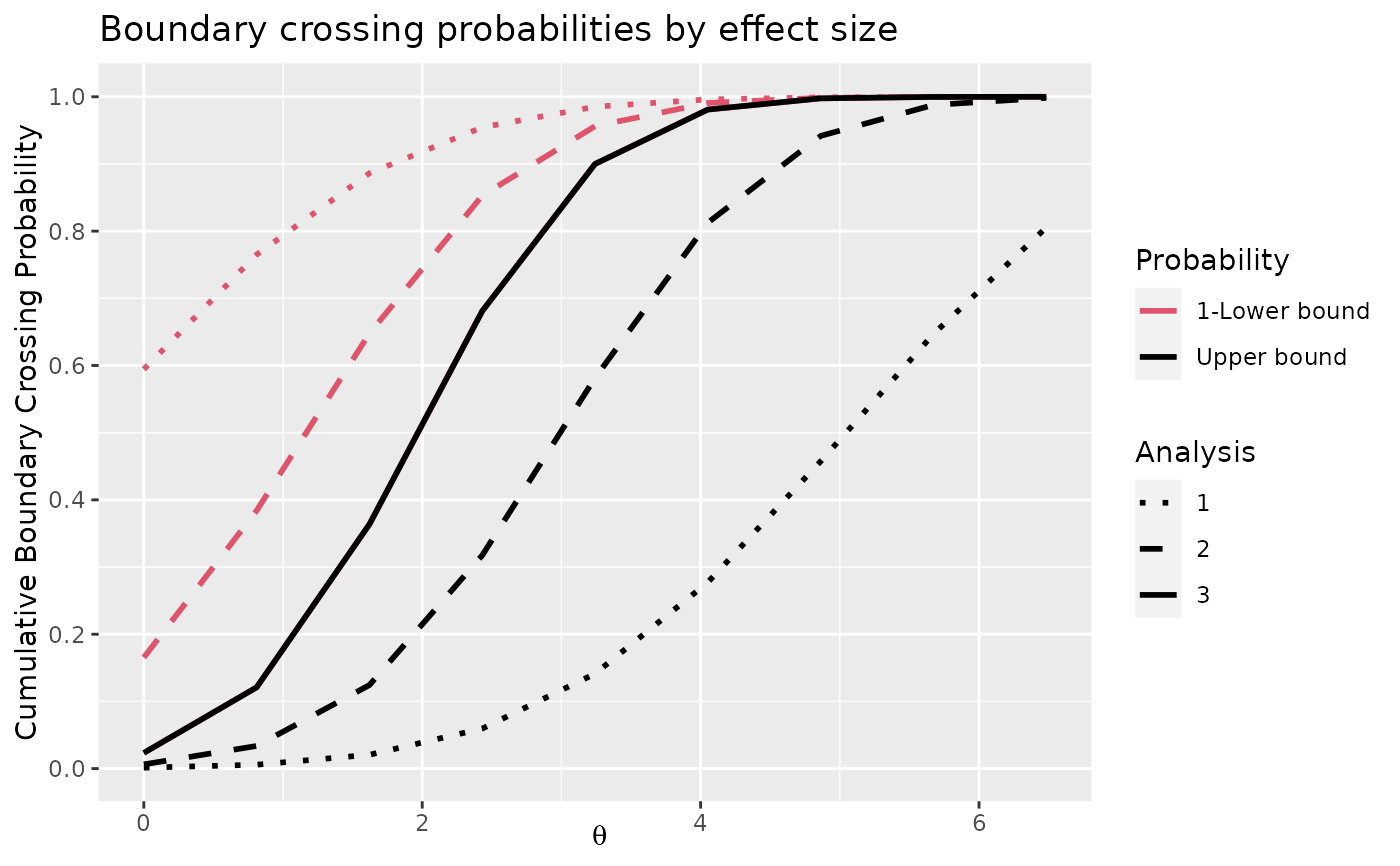 Boundary crossing probabilities by effect size
Cumulative Boundary Crossing Probability
1.0
0.8
0.6
0.4
0.2
0.0
0
2
4
6
θ
Probability
1-Lower bound
Upper bound
Analysis
1
2
3